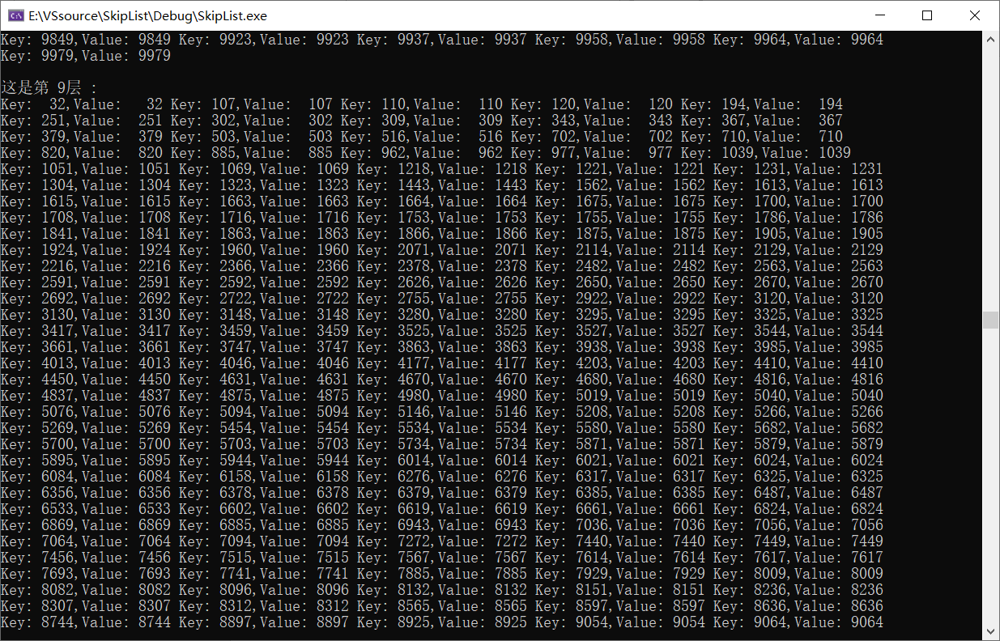 E:\VSsource\SkipList\Debug\SkipList.exe
Key: 9849,Value: 9849 Key: 9923,Value: 9923 Key: 9937,Value: 9937 Key: 9958,Value: 9958 Key: 9964,Value: 9964
Key: 9979,Value: 9979
这是第 9层 :
Key:  32,Value:   32 Key: 107,Value:  107 Key: 110,Value:  110 Key: 120,Value:  120 Key: 194,Value:  194
Key: 251,Value:  251 Key: 302,Value:  302 Key: 309,Value:  309 Key: 343,Value:  343 Key: 367,Value:  367
Key: 379,Value:  379 Key: 503,Value:  503 Key: 516,Value:  516 Key: 702,Value:  702 Key: 710,Value:  710
Key: 820,Value:  820 Key: 885,Value:  885 Key: 962,Value:  962 Key: 977,Value:  977 Key: 1039,Value: 1039
Key: 1051,Value: 1051 Key: 1069,Value: 1069 Key: 1218,Value: 1218 Key: 1221,Value: 1221 Key: 1231,Value: 1231
Key: 1304,Value: 1304 Key: 1323,Value: 1323 Key: 1443,Value: 1443 Key: 1562,Value: 1562 Key: 1613,Value: 1613
Key: 1615,Value: 1615 Key: 1663,Value: 1663 Key: 1664,Value: 1664 Key: 1675,Value: 1675 Key: 1700,Value: 1700
Key: 1708,Value: 1708 Key: 1716,Value: 1716 Key: 1753,Value: 1753 Key: 1755,Value: 1755 Key: 1786,Value: 1786
Key: 1841,Value: 1841 Key: 1863,Value: 1863 Key: 1866,Value: 1866 Key: 1875,Value: 1875 Key: 1905,Value: 1905
Key: 1924,Value: 1924 Key: 1960,Value: 1960 Key: 2071,Value: 2071 Key: 2114,Value: 2114 Key: 2129,Value: 2129
Key: 2216,Value: 2216 Key: 2366,Value: 2366 Key: 2378,Value: 2378 Key: 2482,Value: 2482 Key: 2563,Value: 2563
Key: 2591,Value: 2591 Key: 2592,Value: 2592 Key: 2626,Value: 2626 Key: 2650,Value: 2650 Key: 2670,Value: 2670
Key: 2692,Value: 2692 Key: 2722,Value: 2722 Key: 2755,Value: 2755 Key: 2922,Value: 2922 Key: 3120,Value: 3120
Key: 3130,Value: 3130 Key: 3148,Value: 3148 Key: 3280,Value: 3280 Key: 3295,Value: 3295 Key: 3325,Value: 3325
Key: 3417,Value: 3417 Key: 3459,Value: 3459 Key: 3525,Value: 3525 Key: 3527,Value: 3527 Key: 3544,Value: 3544
Key: 3661,Value: 3661 Key: 3747,Value: 3747 Key: 3863,Value: 3863 Key: 3938,Value: 3938 Key: 3985,Value: 3985
Key: 4013,Value: 4013 Key: 4046,Value: 4046 Key: 4177,Value: 4177 Key: 4203,Value: 4203 Key: 4410,Value: 4410
Key: 4450,Value: 4450 Key: 4631,Value: 4631 Key: 4670,Value: 4670 Key: 4680,Value: 4680 Key: 4816,Value: 4816
Key: 4837,Value: 4837 Key: 4875,Value: 4875 Key: 4980,Value: 4980 Key: 5019,Value: 5019 Key: 5040,Value: 5040
Key: 5076,Value: 5076 Key: 5094,Value: 5094 Key: 5146,Value: 5146 Key: 5208,Value: 5208 Key: 5266,Value: 5266
Key: 5269,Value: 5269 Key: 5454,Value: 5454 Key: 5534,Value: 5534 Key: 5580,Value: 5580 Key: 5682,Value: 5682
Key: 5700,Value: 5700 Key: 5703,Value: 5703 Key: 5734,Value: 5734 Key: 5871,Value: 5871 Key: 5879,Value: 5879
Key: 5895,Value: 5895 Key: 5944,Value: 5944 Key: 6014,Value: 6014 Key: 6021,Value: 6021 Key: 6024,Value: 6024
Key: 6084,Value: 6084 Key: 6158,Value: 6158 Key: 6276,Value: 6276 Key: 6317,Value: 6317 Key: 6325,Value: 6325
Key: 6356,Value: 6356 Key: 6378,Value: 6378 Key: 6379,Value: 6379 Key: 6385,Value: 6385 Key: 6487,Value: 6487
Key: 6533,Value: 6533 Key: 6602,Value: 6602 Key: 6619,Value: 6619 Key: 6661,Value: 6661 Key: 6824,Value: 6824
Key: 6869,Value: 6869 Key: 6885,Value: 6885 Key: 6943,Value: 6943 Key: 7036,Value: 7036 Key: 7056,Value: 7056
Key: 7064,Value: 7064 Key: 7094,Value: 7094 Key: 7272,Value: 7272 Key: 7440,Value: 7440 Key: 7449,Value: 7449
Key: 7456,Value: 7456 Key: 7515,Value: 7515 Key: 7567,Value: 7567 Key: 7614,Value: 7614 Key: 7617,Value: 7617
Key: 7693,Value: 7693 Key: 7741,Value: 7741 Key: 7885,Value: 7885 Key: 7929,Value: 7929 Key: 8009,Value: 8009
Key: 8082,Value: 8082 Key: 8096,Value: 8096 Key: 8132,Value: 8132 Key: 8151,Value: 8151 Key: 8236,Value: 8236
Key: 8307,Value: 8307 Key: 8312,Value: 8312 Key: 8565,Value: 8565 Key: 8597,Value: 8597 Key: 8636,Value: 8636
Key: 8744,Value: 8744 Key: 8897,Value: 8897 Key: 8925,Value: 8925 Key: 9054,Value: 9054 Key: 9064,Value: 9064